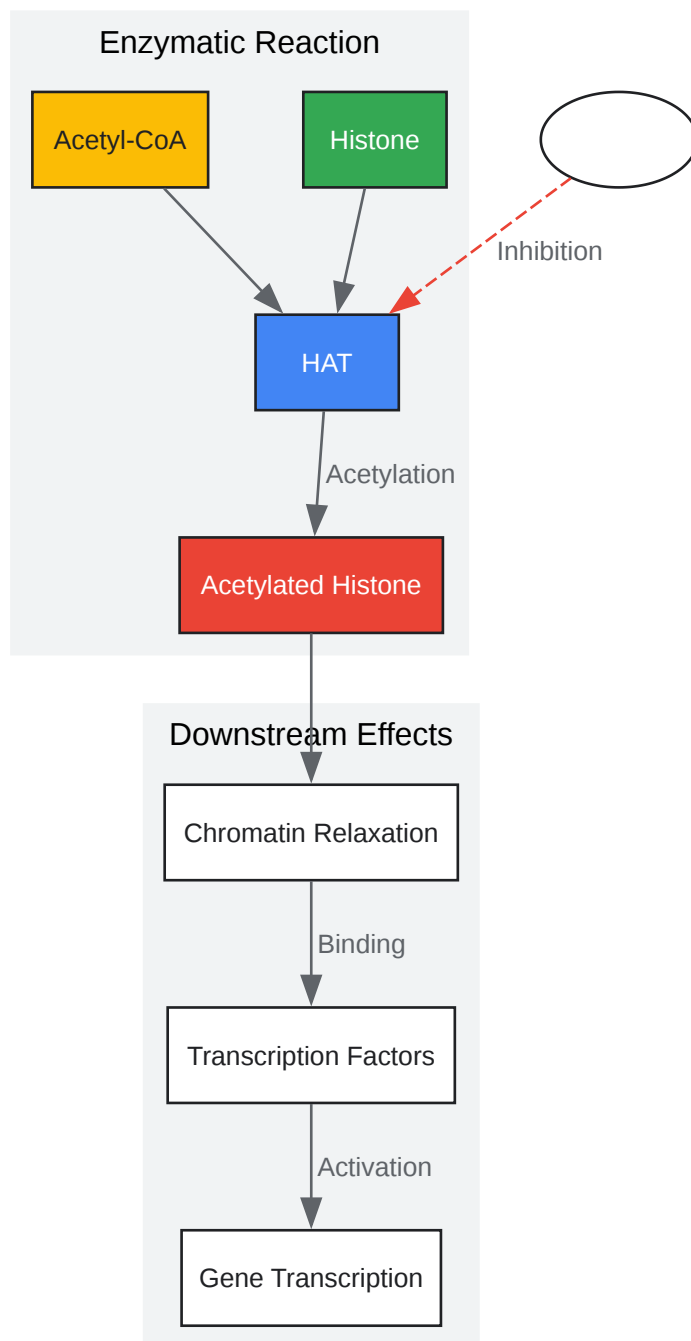 Enzymatic Reaction
Acetyl-CoA
Histone
Inhibition
HAT
Acetylation
Acetylated Histone
Downstream Effects
Chromatin Relaxation
Binding
Transcription Factors
Activation
Gene Transcription